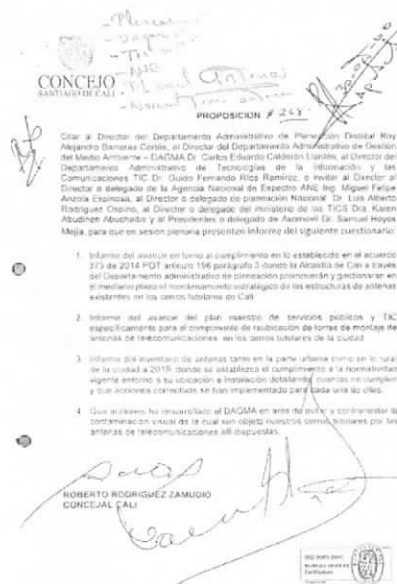 - Planeación
- Dagma
- Tic
- ANE
Antenas
CONCEJO
SANTIAGO DE CALI
PROPOSICIÓN # 268
Citar al Director del Departamento Administrativo de Planeación Distrital Roy
Alejandro Barreras Cortés, al Director del Departamento Administrativo de Gestión
del Medio Ambiente – DAGMA Dr. Carlos Eduardo Calderón Llantén, al Director del
Departamento Administrativo de Tecnologías de la Información y las
Comunicaciones TIC Dr. Guido Fernando Ríos Ramírez, e invitar al Director al
Director o delegado de la Agencia Nacional de Espectro ANE Ing. Miguel Felipe
Anzola Espinosa, al Director o delegado de planeación Nacional Dr. Luis Alberto
Rodríguez Ospino, al Director o delegado del ministerio de las TICS Dra. Karen
Abudinen Abuchaibe y al Presidente o delegado de Asomovil Dr. Samuel Hoyos
Mejía, para que en sesión plenaria presenten informe del siguiente cuestionario:
1. Informe del avance en torno al cumplimiento en lo establecido en el acuerdo
373 de 2014 POT artículo 196 parágrafo 3 donde la Alcaldía de Cali a través
del Departamento administrativo de planeación promoverán y gestionarán en
el mediano plazo el reordenamiento estratégico de las estructuras de antenas
existentes en los cerros tutelares de Cali
2. Informe del avance del plan maestro de servicios públicos y TIC
específicamente para el componente de reubicación de torres de montaje de
antenas de telecomunicaciones en los cerros tutelares de la ciudad
3. Informe del inventario de antenas tanto en la parte urbana como en lo rural
de la ciudad a 2019, donde se establezca el cumplimiento a la normatividad
vigente entorno a su ubicación e instalación detallando cuantas no cumplen
y que acciones correctivas se han implementado para cada una de ellas.
4. Que acciones ha desarrollado el DAGMA en aras de evitar y contrarrestar la
contaminación visual de la cual son objeto nuestros cerros tutelares por las
antenas de telecomunicaciones allí dispuestas.
ROBERTO RODRIGUEZ ZAMUDIO
CONCEJAL CALI